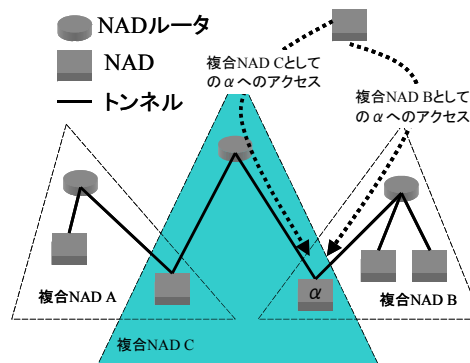 NADルータ
NAD
トンネル
複合NAD Cとして
のαへのアクセス
複合NAD Bとして
のαへのアクセス
複合NAD A
α
複合NAD B
複合NAD C